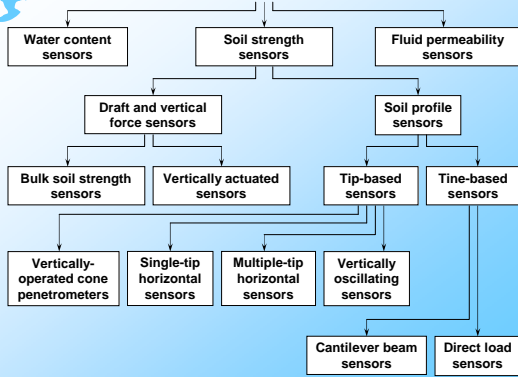 Water content
sensors
Soil strength
sensors
Fluid permeability
sensors
Draft and vertical
force sensors
Soil profile
sensors
Bulk soil strength
sensors
Vertically actuated
sensors
Tip-based
sensors
Tine-based
sensors
Vertically-
operated cone
penetrometers
Single-tip
horizontal
sensors
Multiple-tip
horizontal
sensors
Vertically
oscillating
sensors
Cantilever beam
sensors
Direct load
sensors